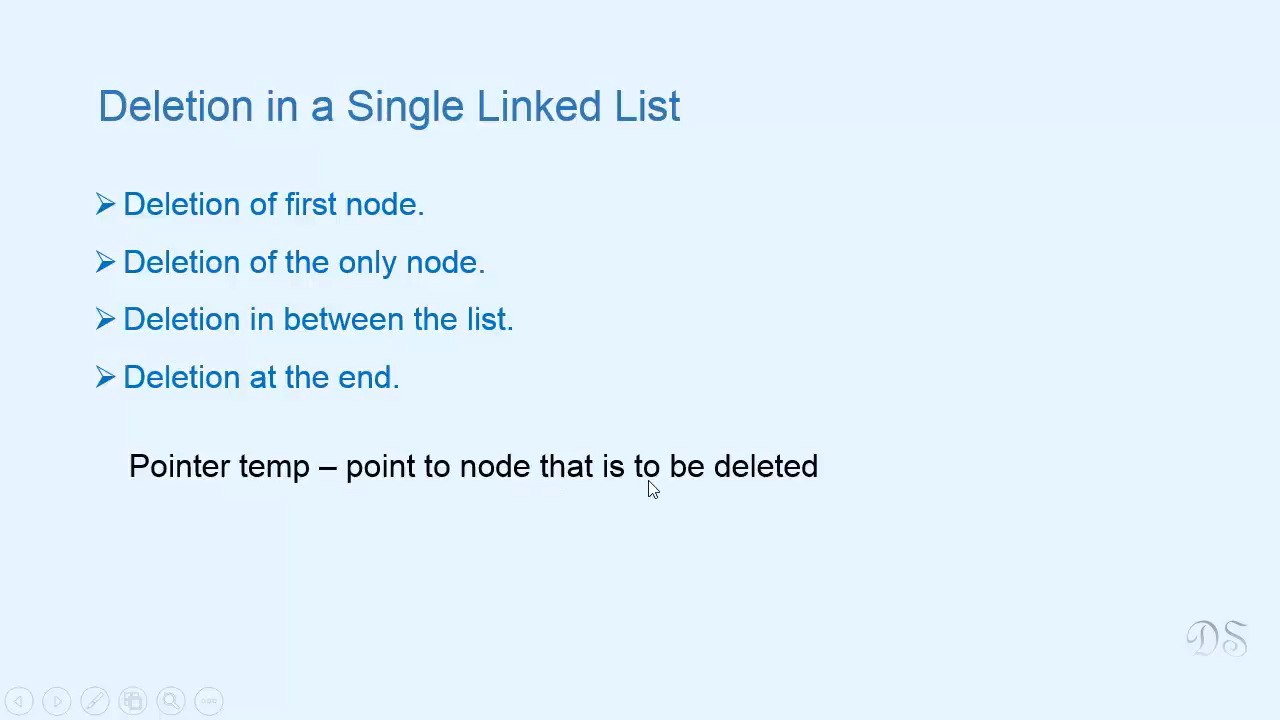 Deletion in a Single Linked List
Deletion of first node.
Deletion of the only node.
Deletion in between the list.
Deletion at the end.
Pointer temp – point to node that is to be deleted
DS